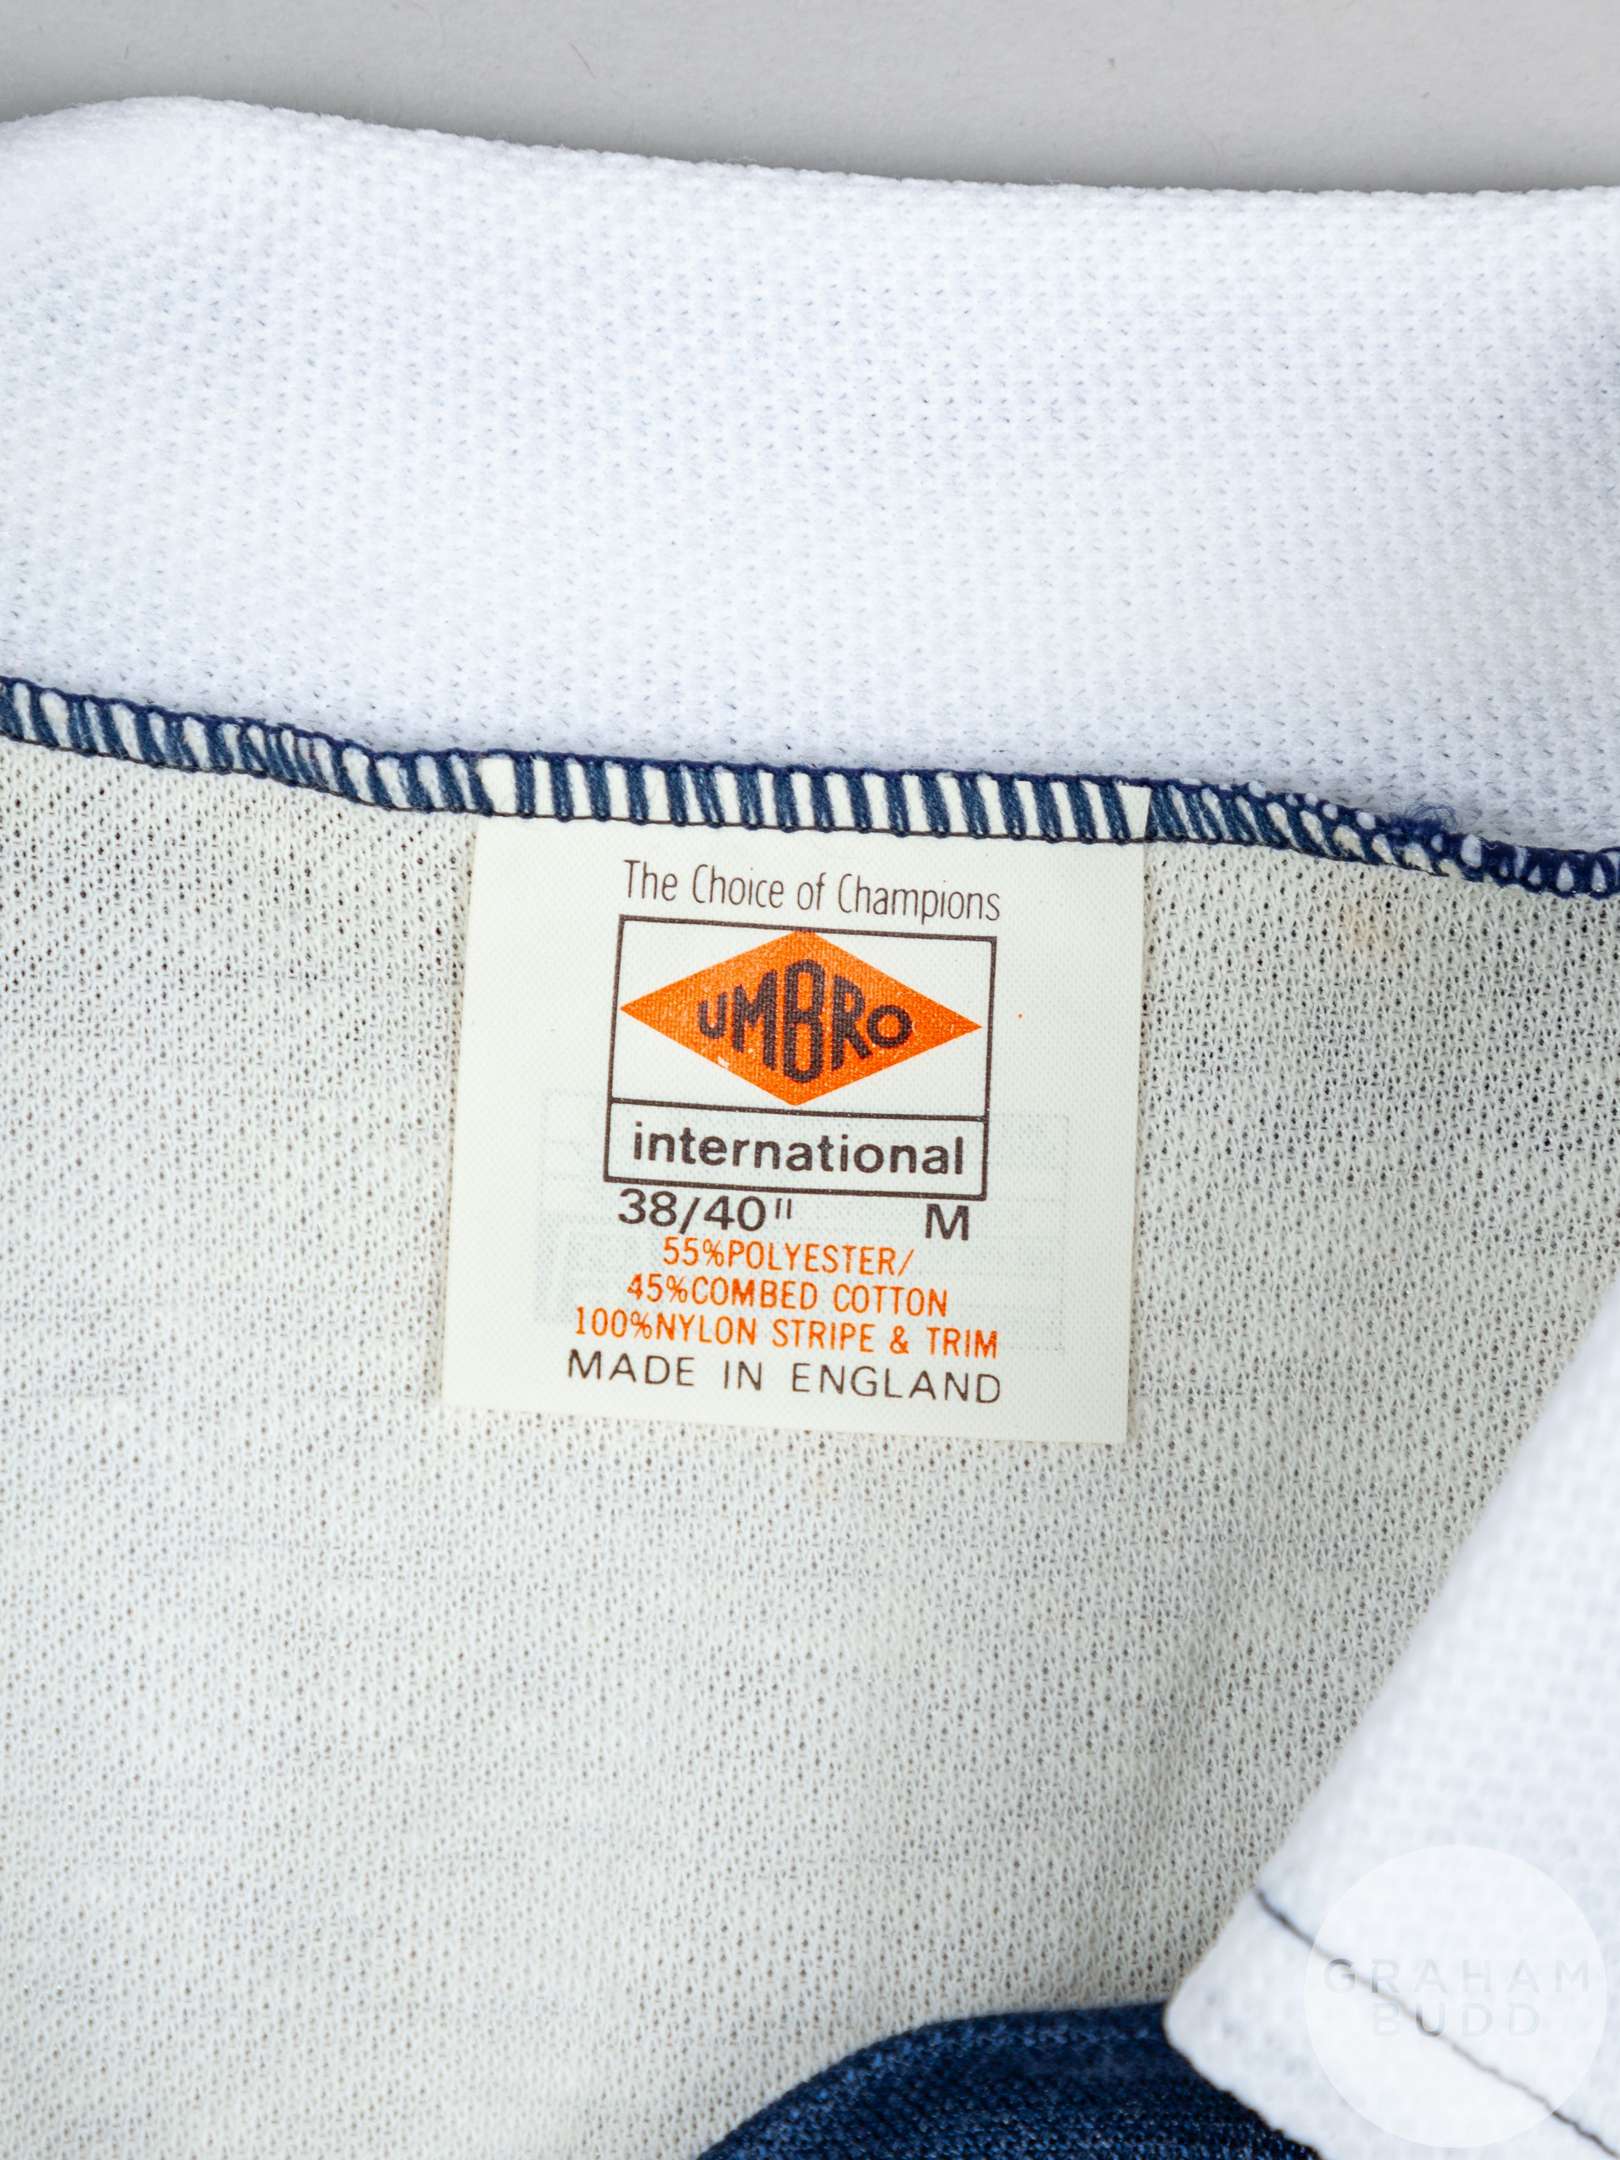 The Choice of Champions
UMBRO
international
38/40" M
55%POLYESTER/
45%COMBED COTTON
100%NYLON STRIPE & TRIM
MADE IN ENGLAND
GRAHAM
BUDD